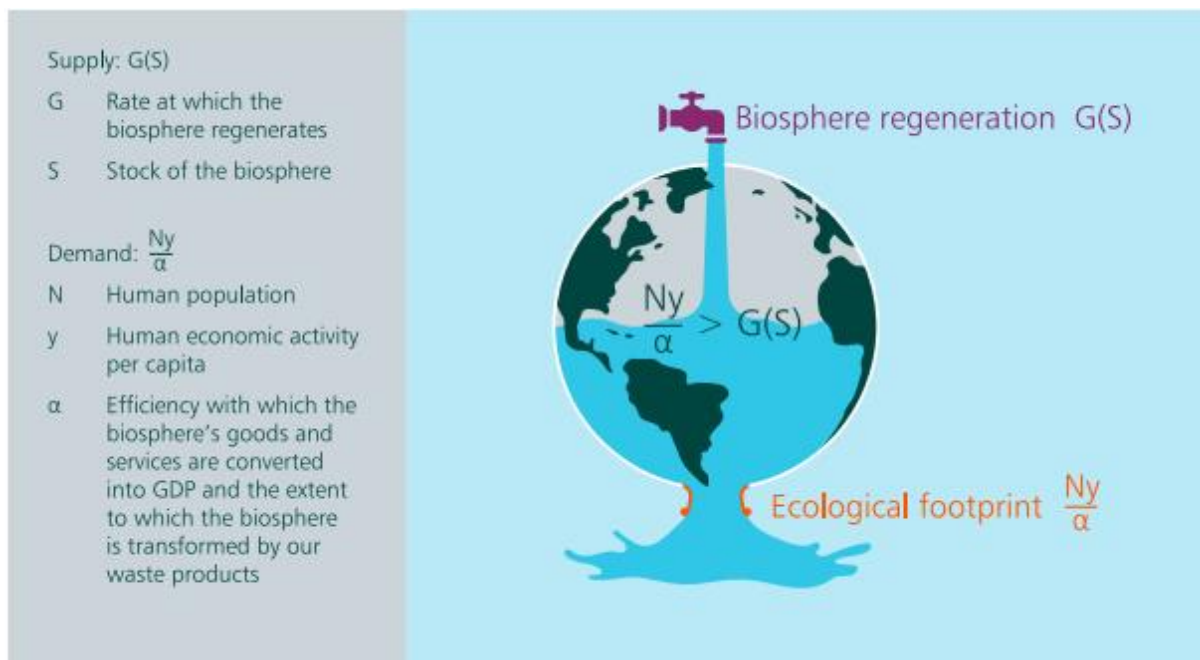 Supply: G(S)
G Rate at which the
biosphere regenerates
S Stock of the biosphere
Demand: Ny/α
N Human population
y Human economic activity
per capita
α Efficiency with which the
biosphere's goods and
services are converted
into GDP and the extent
to which the biosphere
is transformed by our
waste products
Biosphere regeneration G(S)
Ny/α > G(S)
Ecological footprint Ny/α